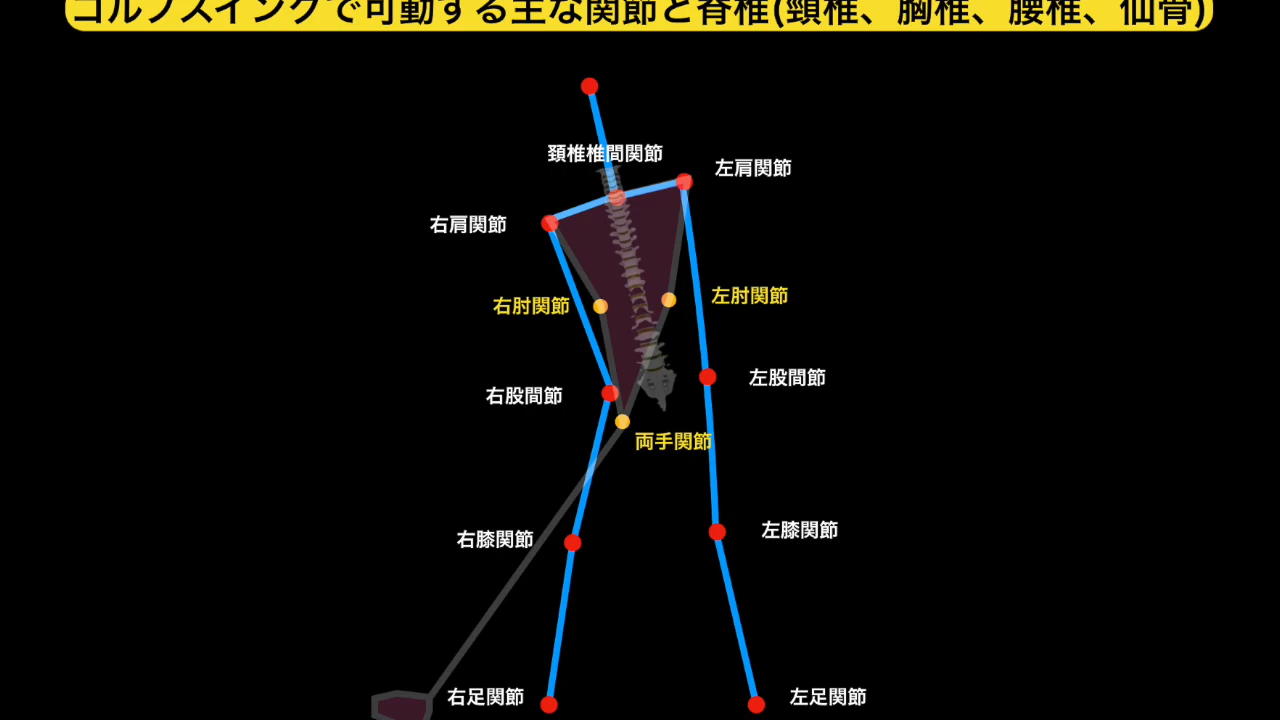 ゴルフスイングで可動する主な関節と脊椎(頸椎、胸椎、腰椎、仙骨)
頚椎椎間関節
左肩関節
右肩関節
左肘関節
右肘関節
左股間節
右股間節
両手関節
左膝関節
右膝関節
右足関節
左足関節